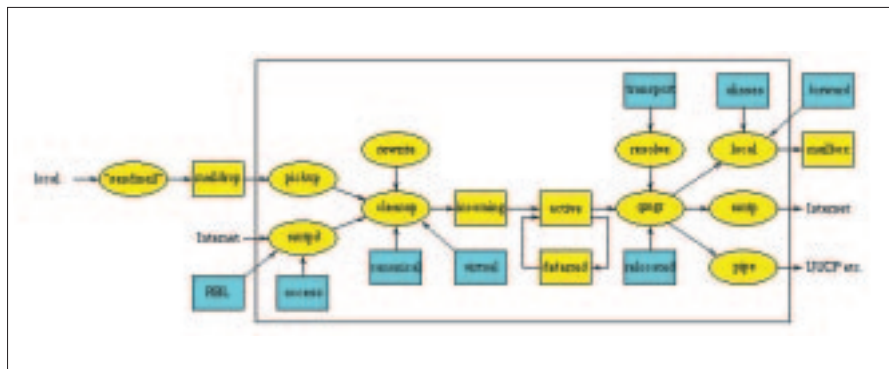 transport
aliases
forward
rewrite
resolve
local
mailbox
local
"sendmail"
maildrop
pickup
cleanup
incoming
active
qmgr
smtp
Internet
Internet
smtpd
RBL
access
canonical
virtual
deferred
relocated
pipe
UUCP etc.